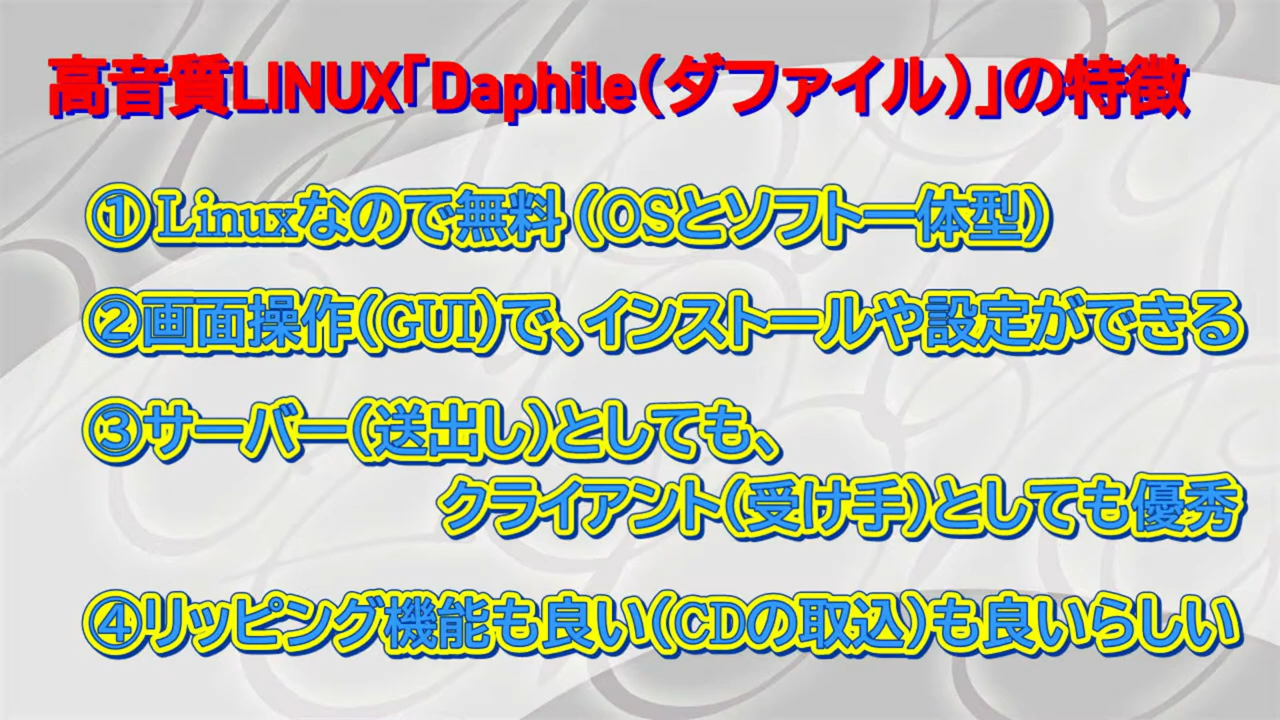 高音質LINUX「Daphile(ダファイル)」の特徴
①Linuxなので無料(OSとソフト一体型)
②画面操作(GUI)で、インストールや設定ができる
③サーバー(送出し)としても、
クライアント(受け手)としても優秀
④リッピング機能も良い(CDの取込)も良いらしい